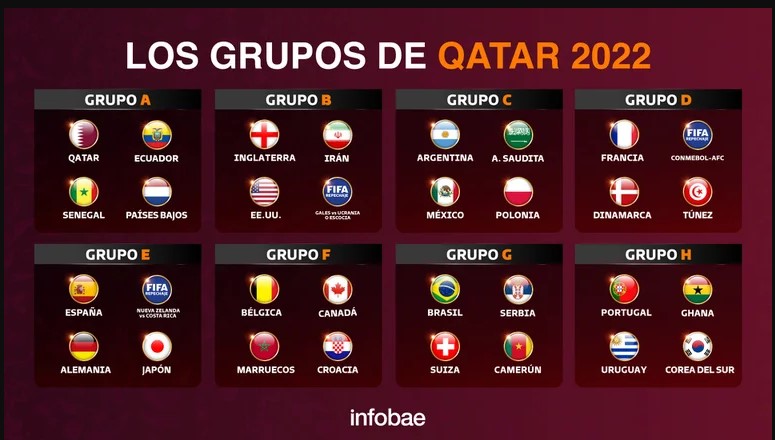 LOS GRUPOS DE QATAR 2022
GRUPO A
QATAR
ECUADOR
SENEGAL
PAÍSES BAJOS
GRUPO B
INGLATERRA
IRÁN
EE.UU.
FIFA
REPECHAJE
GALES vs UCRANIA
O ESCOCIA
GRUPO C
ARGENTINA
A. SAUDITA
MÉXICO
POLONIA
GRUPO D
FRANCIA
FIFA
REPECHAJE
CONMEBOL-AFC
DINAMARCA
TÚNEZ
GRUPO E
ESPAÑA
FIFA
REPECHAJE
NUEVA ZELANDA
vs COSTA RICA
ALEMANIA
JAPÓN
GRUPO F
BÉLGICA
CANADÁ
MARRUECOS
CROACIA
GRUPO G
BRASIL
SERBIA
SUIZA
CAMERÚN
GRUPO H
PORTUGAL
GHANA
URUGUAY
COREA DEL SUR
infobae